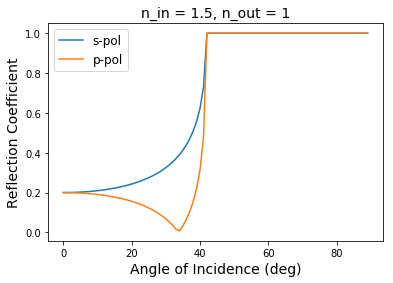 n_in = 1.5, n_out = 1
s-pol
p-pol
Reflection Coefficient
1.0
0.8
0.6
0.4
0.2
0.0
0 20 40 60 80
Angle of Incidence (deg)